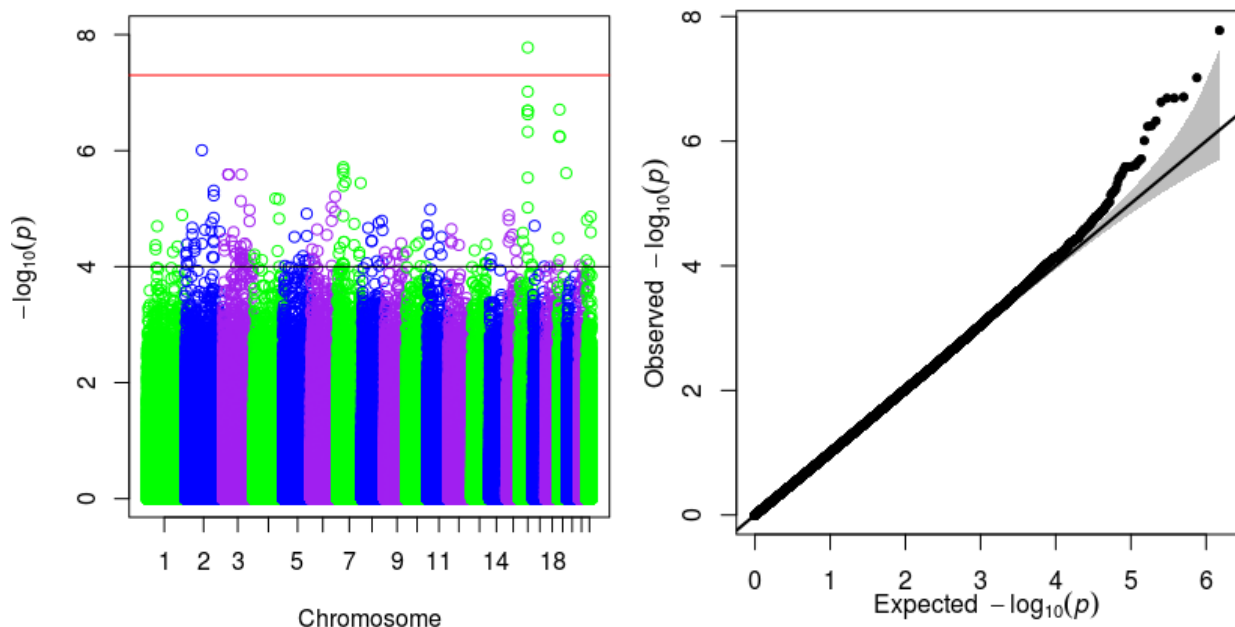 8
6
4
2
0
−log₁₀(p)
1 2 3 5 7 9 11 14 18
Chromosome
8
6
4
2
0
Observed −log₁₀(p)
0 1 2 3 4 5 6
Expected −log₁₀(p)